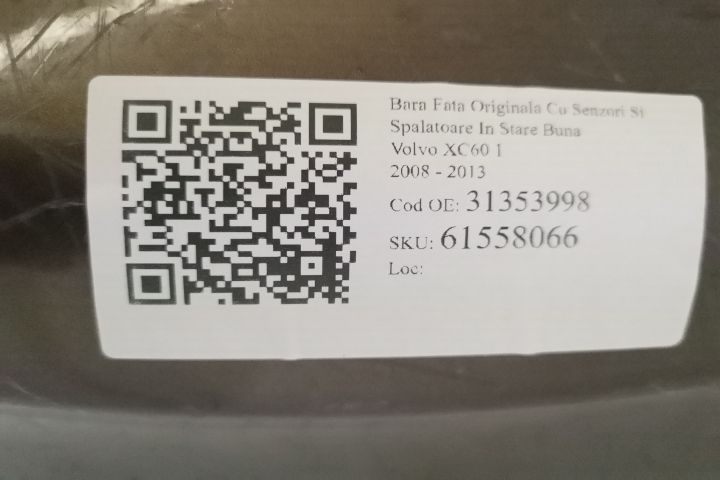 Bara Fata Originala Cu Senzori Si
Spalatoare In Stare Buna
Volvo XC60 1
2008 - 2013
Cod OE: 31353998
SKU: 61558066
Loc: